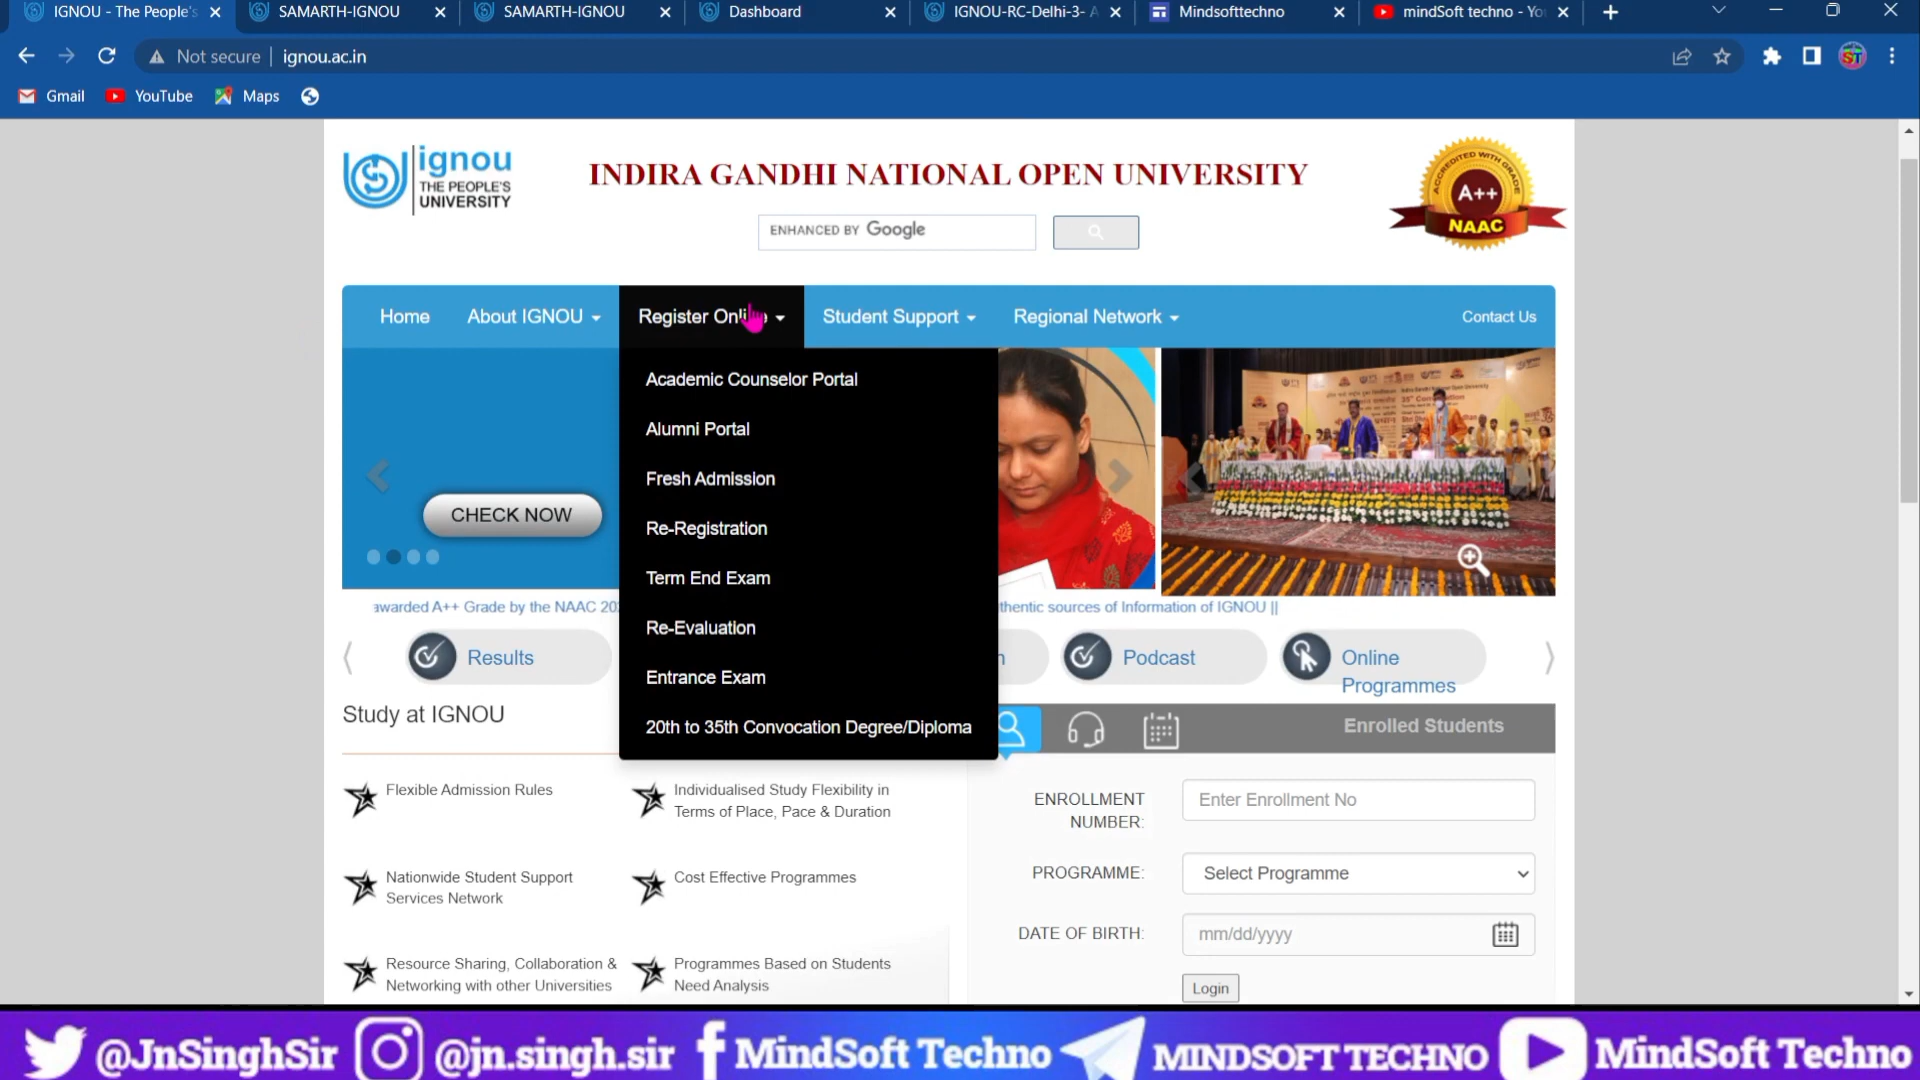 IGNOU - The People's
SAMARTH-IGNOU
SAMARTH-IGNOU
Dashboard
IGNOU-RC-Delhi-3- A
Mindsofttechno
mindSoft techno - Yo
Not secure
ignou.ac.in
Gmail
YouTube
Maps
ignou
THE PEOPLE'S
UNIVERSITY
INDIRA GANDHI NATIONAL OPEN UNIVERSITY
ENHANCED BY Google
ACCREDITED WITH GRADE
A++
NAAC
Home
About IGNOU
Register Onli
Student Support
Regional Network
Contact Us
Academic Counselor Portal
Alumni Portal
Fresh Admission
Re-Registration
Term End Exam
Re-Evaluation
Entrance Exam
20th to 35th Convocation Degree/Diploma
CHECK NOW
awarded A++ Grade by the NAAC 20
thentic sources of Information of IGNOU ||
Results
n
Podcast
Online
Programmes
Study at IGNOU
Flexible Admission Rules
Individualised Study Flexibility in
Terms of Place, Pace & Duration
Nationwide Student Support
Services Network
Cost Effective Programmes
Resource Sharing, Collaboration &
Networking with other Universities
Programmes Based on Students
Need Analysis
Enrolled Students
ENROLLMENT
NUMBER:
Enter Enrollment No
PROGRAMME:
Select Programme
DATE OF BIRTH:
mm/dd/yyyy
Login
@JnSinghSir
@jn.singh.sir
MindSoft Techno
MINDSOFT TECHNO
MindSoft Techno